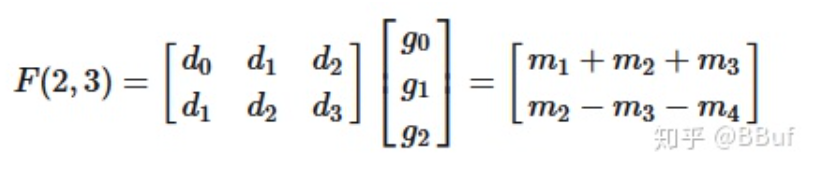 F(2,3) = [d₀ d₁ d₂; d₁ d₂ d₃] [g₀; g₁; g₂] = [m₁ + m₂ + m₃; m₂ − m₃ − m₄]
知乎 @BBuf